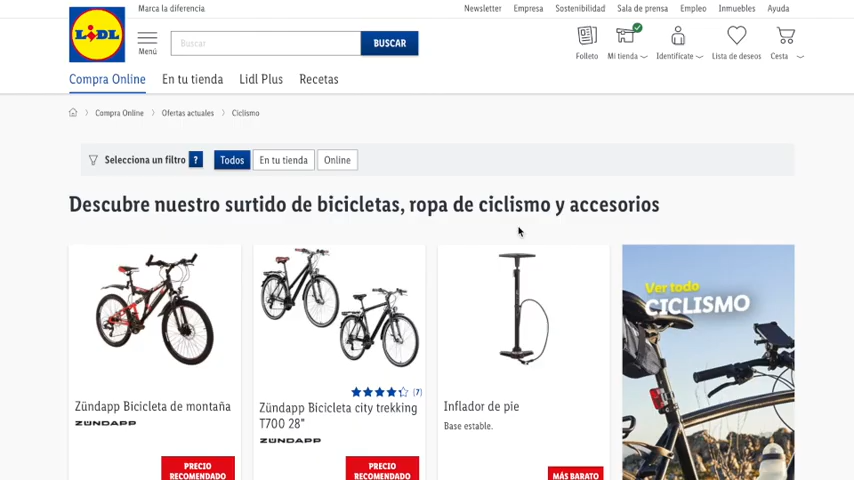 Marca la diferencia
Newsletter Empresa Sostenibilidad Sala de prensa Empleo Inmuebles Ayuda
LIDL
Menú
Buscar
BUSCAR
Folleto Mi tienda Identifícate Lista de deseos Cesta
Compra Online En tu tienda Lidl Plus Recetas
Compra Online Ofertas actuales Ciclismo
Selecciona un filtro ? Todos En tu tienda Online
Descubre nuestro surtido de bicicletas, ropa de ciclismo y accesorios
Ver todo
CICLISMO
(7)
Zündapp Bicicleta de montaña
ZÜNDAPP
Zündapp Bicicleta city trekking
T700 28"
ZÜNDAPP
Inflador de pie
Base estable.
PRECIO
RECOMENDADO
PRECIO
RECOMENDADO
MÁS BARATO